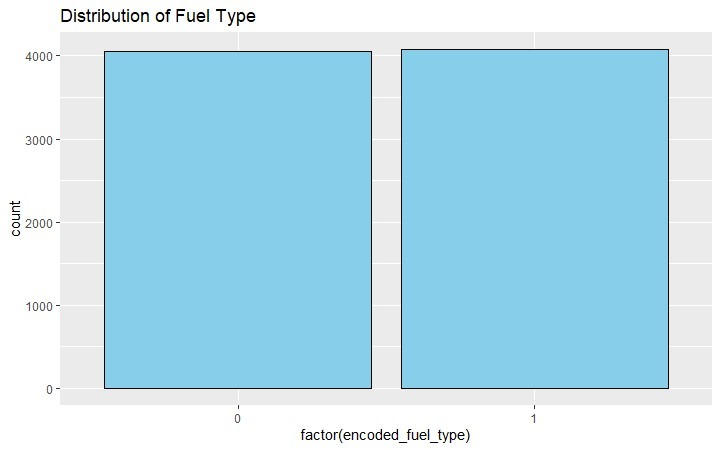 Distribution of Fuel Type
4000
3000
2000
1000
0
count
0 1
factor(encoded_fuel_type)